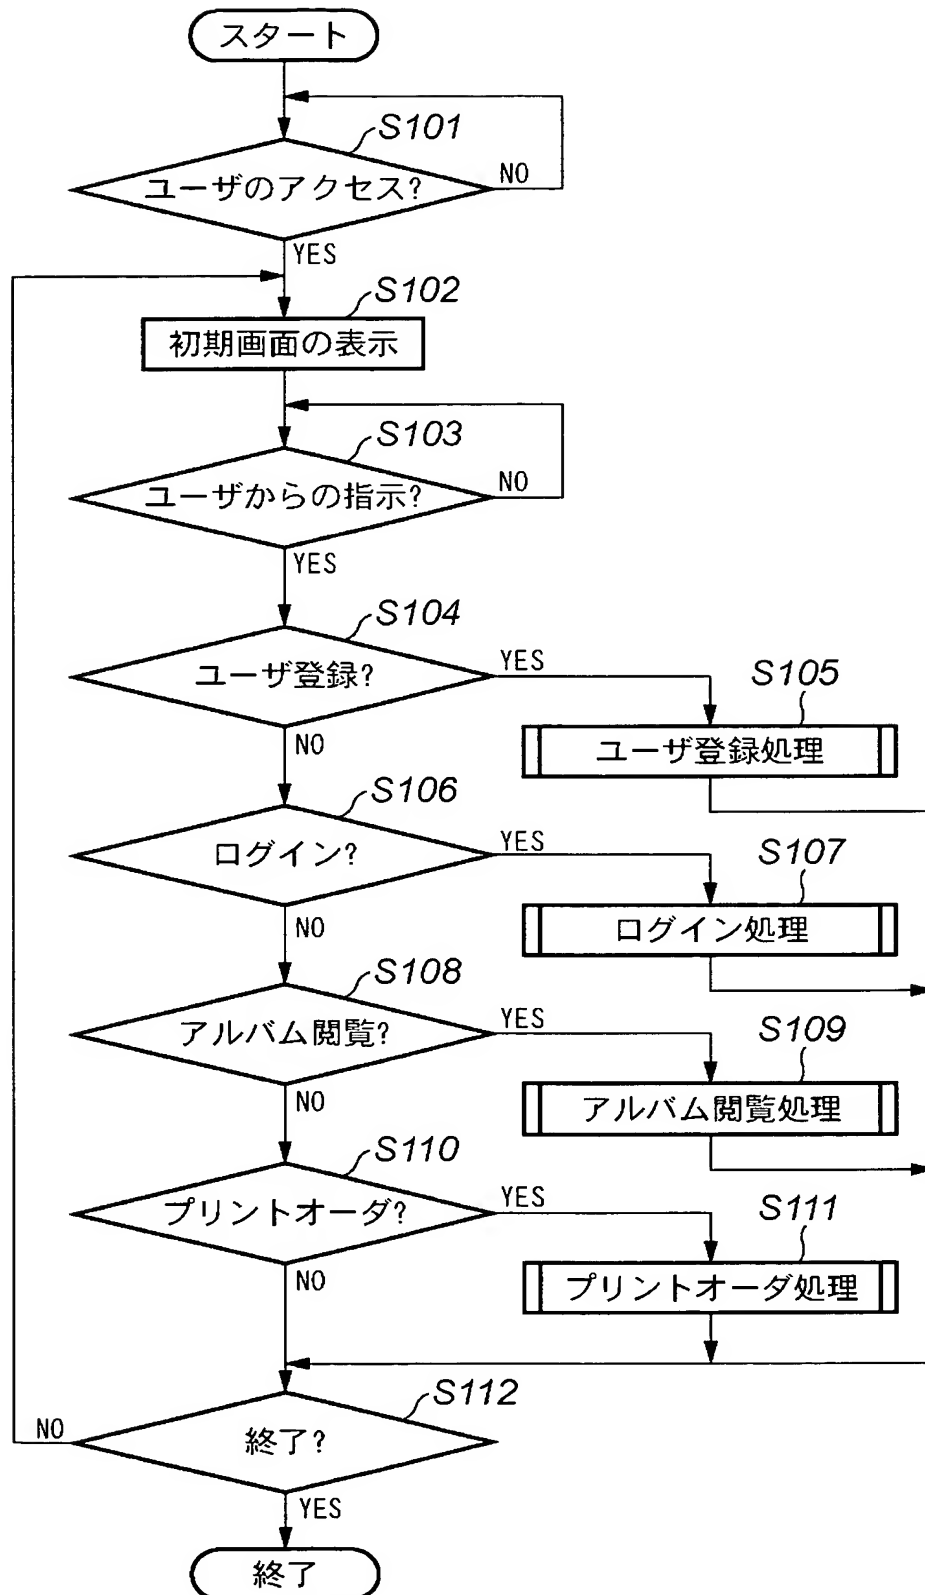 スタート
S101
ユーザのアクセス?
NO
YES
S102
初期画面の表示
S103
ユーザからの指示?
NO
YES
S104
ユーザ登録?
YES
S105
ユーザ登録処理
NO
S106
ログイン?
YES
S107
ログイン処理
NO
S108
アルバム閲覧?
YES
S109
アルバム閲覧処理
NO
S110
プリントオーダ?
YES
S111
プリントオーダ処理
NO
S112
終了?
NO
YES
終了